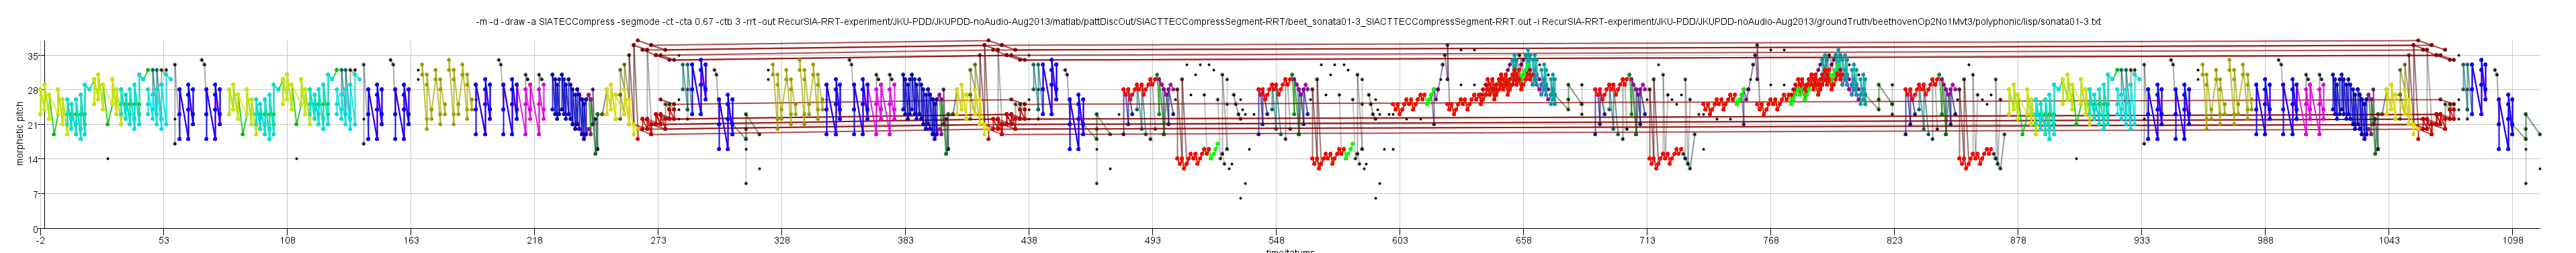 -m -d -draw -a SIATECCompress -segmode -ct -cta 0.67 -ctb 3 -rrt -out RecurSIA-RRT-experiment/JKU-PDD/JKUPDD-noAudio-Aug2013/matlab/pattDiscOut/SIACTTECCompressSegment-RRT/beet_sonata01-3_SIACTTECCompressSegment-RRT.out -i RecurSIA-RRT-experiment/JKU-PDD/JKUPDD-noAudio-Aug2013/groundTruth/beethovenOp2No1Mvt3/polyphonic/lisp/sonata01-3.txt
35
28
21
14
7
0
morphetic pitch
-2 53 108 163 218 273 328 383 438 493 548 603 658 713 768 823 878 933 988 1043 1098
time/tatums